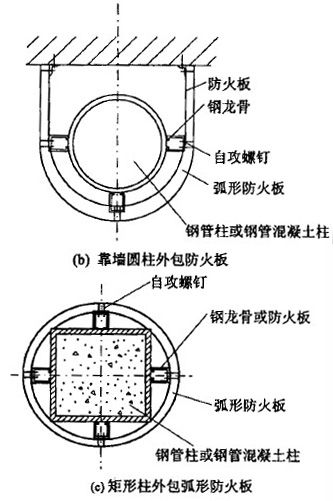 防火板
钢龙骨
自攻螺钉
弧形防火板
钢管柱或钢管混凝土柱
(b) 靠墙圆柱外包防火板
自攻螺钉
钢龙骨或防火板
弧形防火板
钢管柱或钢管混凝土柱
(c) 矩形柱外包弧形防火板